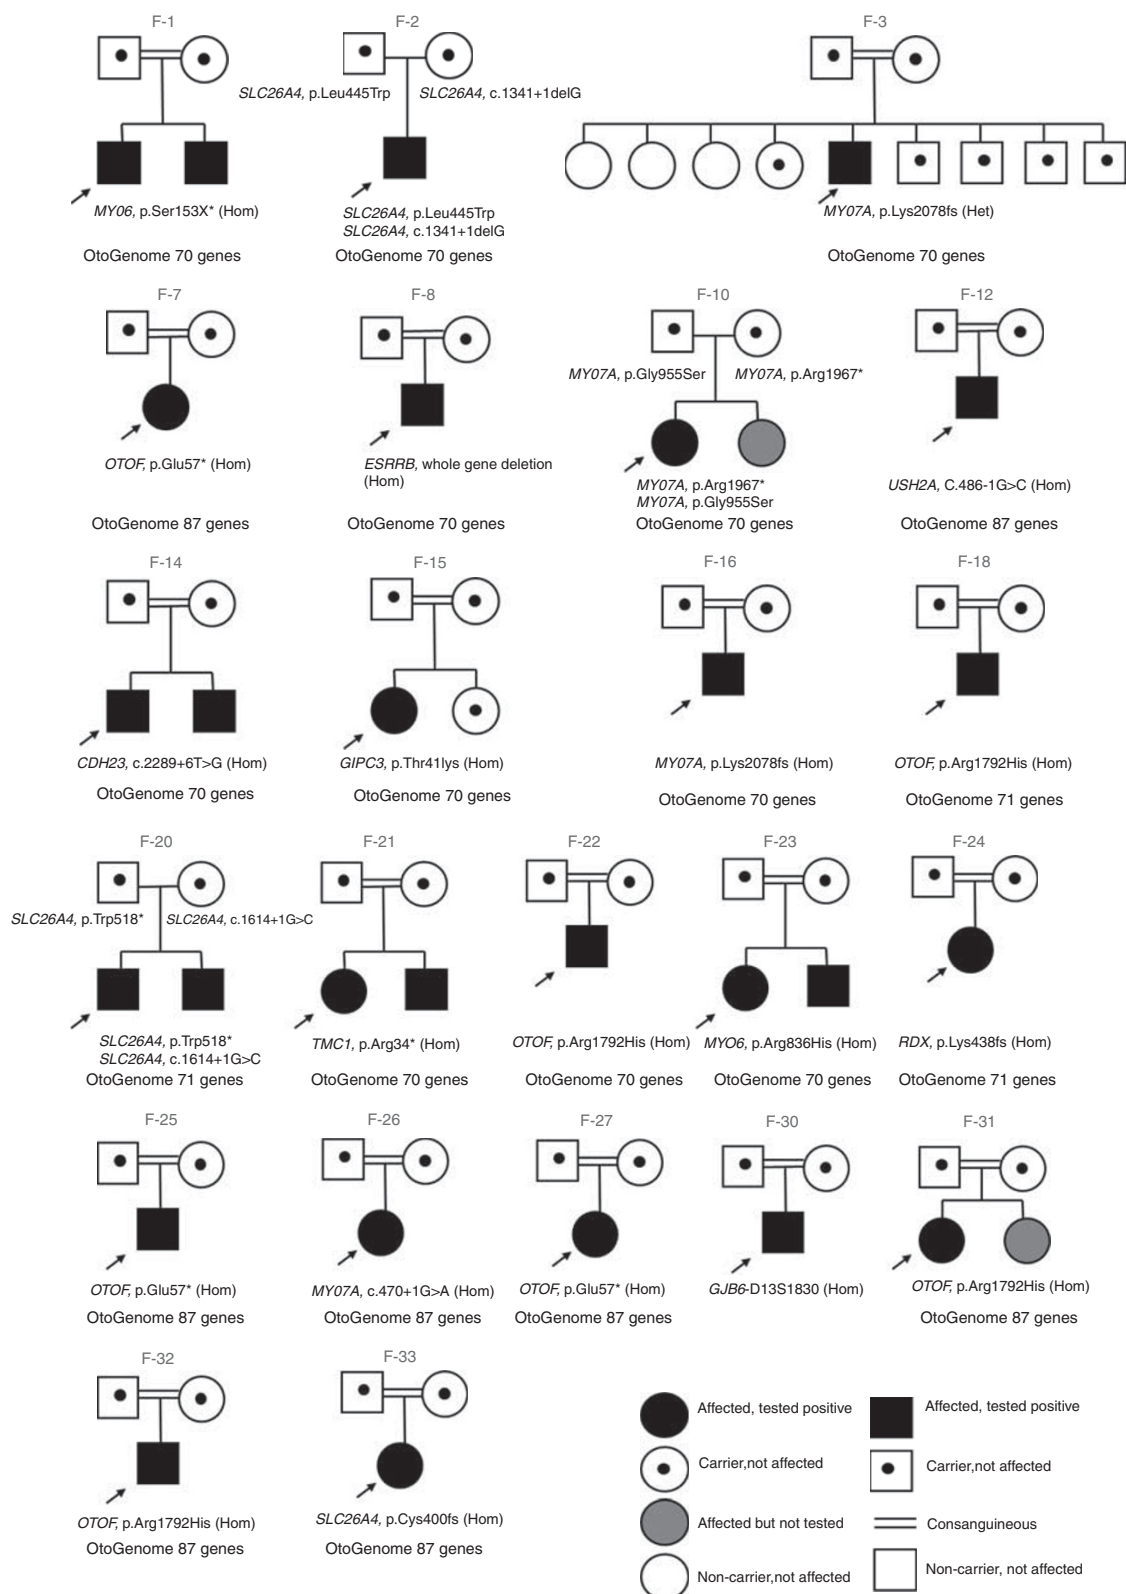 F-1
F-2
F-3
SLC26A4, p.Leu445Trp
SLC26A4, c.1341+1delG
MY06, p.Ser153X* (Hom)
SLC26A4, p.Leu445Trp
SLC26A4, c.1341+1delG
MY07A, p.Lys2078fs (Het)
OtoGenome 70 genes
OtoGenome 70 genes
OtoGenome 70 genes
F-7
F-8
F-10
F-12
MY07A, p.Gly955Ser
MY07A, p.Arg1967*
OTOF, p.Glu57* (Hom)
ESRRB, whole gene deletion
(Hom)
MY07A, p.Arg1967*
MY07A, p.Gly955Ser
USH2A, C.486-1G>C (Hom)
OtoGenome 87 genes
OtoGenome 70 genes
OtoGenome 70 genes
OtoGenome 87 genes
F-14
F-15
F-16
F-18
CDH23, c.2289+6T>G (Hom)
GIPC3, p.Thr41lys (Hom)
MY07A, p.Lys2078fs (Hom)
OTOF, p.Arg1792His (Hom)
OtoGenome 70 genes
OtoGenome 70 genes
OtoGenome 70 genes
OtoGenome 71 genes
F-20
F-21
F-22
F-23
F-24
SLC26A4, p.Trp518*
SLC26A4, c.1614+1G>C
SLC26A4, p.Trp518*
SLC26A4, c.1614+1G>C
TMC1, p.Arg34* (Hom)
OTOF, p.Arg1792His (Hom)
MYO6, p.Arg836His (Hom)
RDX, p.Lys438fs (Hom)
OtoGenome 71 genes
OtoGenome 70 genes
OtoGenome 70 genes
OtoGenome 70 genes
OtoGenome 71 genes
F-25
F-26
F-27
F-30
F-31
OTOF, p.Glu57* (Hom)
MY07A, c.470+1G>A (Hom)
OTOF, p.Glu57* (Hom)
GJB6-D13S1830 (Hom)
OTOF, p.Arg1792His (Hom)
OtoGenome 87 genes
OtoGenome 87 genes
OtoGenome 87 genes
OtoGenome 87 genes
F-32
F-33
OTOF, p.Arg1792His (Hom)
SLC26A4, p.Cys400fs (Hom)
OtoGenome 87 genes
OtoGenome 87 genes
Affected, tested positive
Affected, tested positive
Carrier,not affected
Carrier,not affected
Affected but not tested
Consanguineous
Non-carrier,not affected
Non-carrier, not affected